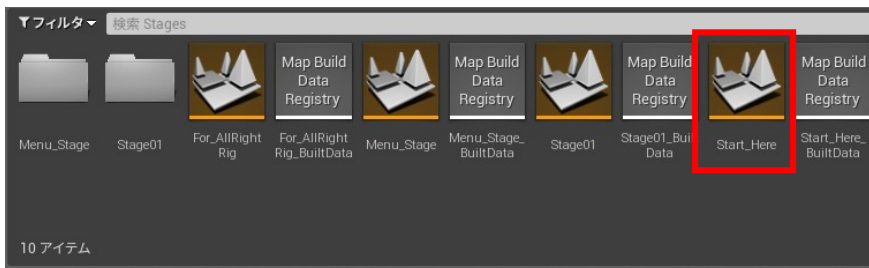 フィルター
検索 Stages
Map Build
Data
Registry
Map Build
Data
Registry
Map Build
Data
Registry
Map Build
Data
Registry
Menu_Stage
Stage01
For_AllRight
Rig
For_AllRight
Rig_BuiltData
Menu_Stage
Menu_Stage_
BuiltData
Stage01
Stage01_Buil
Data
Start_Here
Start_Here_
BuiltData
10 アイテム